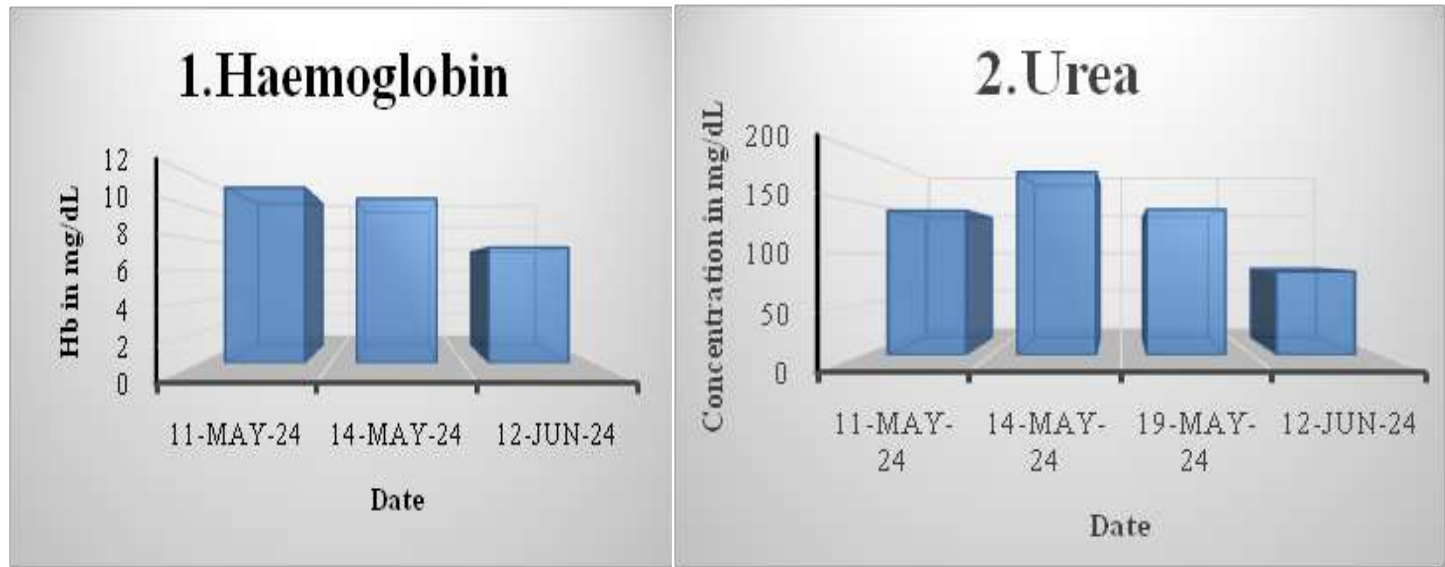 1.Haemoglobin
Hb in mg/dL
12
10
8
6
4
2
0
11-MAY-24 14-MAY-24 12-JUN-24
Date
2.Urea
Concentration in mg/dL
200
150
100
50
0
11-MAY- 14-MAY- 19-MAY- 12-JUN-24
24 24 24
Date